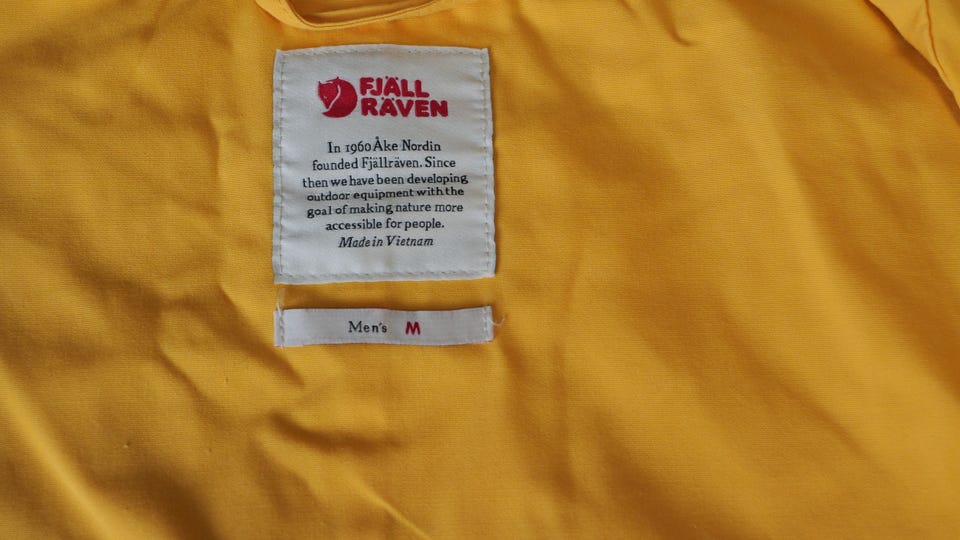 FJÄLL
RÄVEN
In 1960 Åke Nordin
founded Fjällräven. Since
then we have been developing
outdoor equipment with the
goal of making nature more
accessible for people.
Made in Vietnam
Men's M